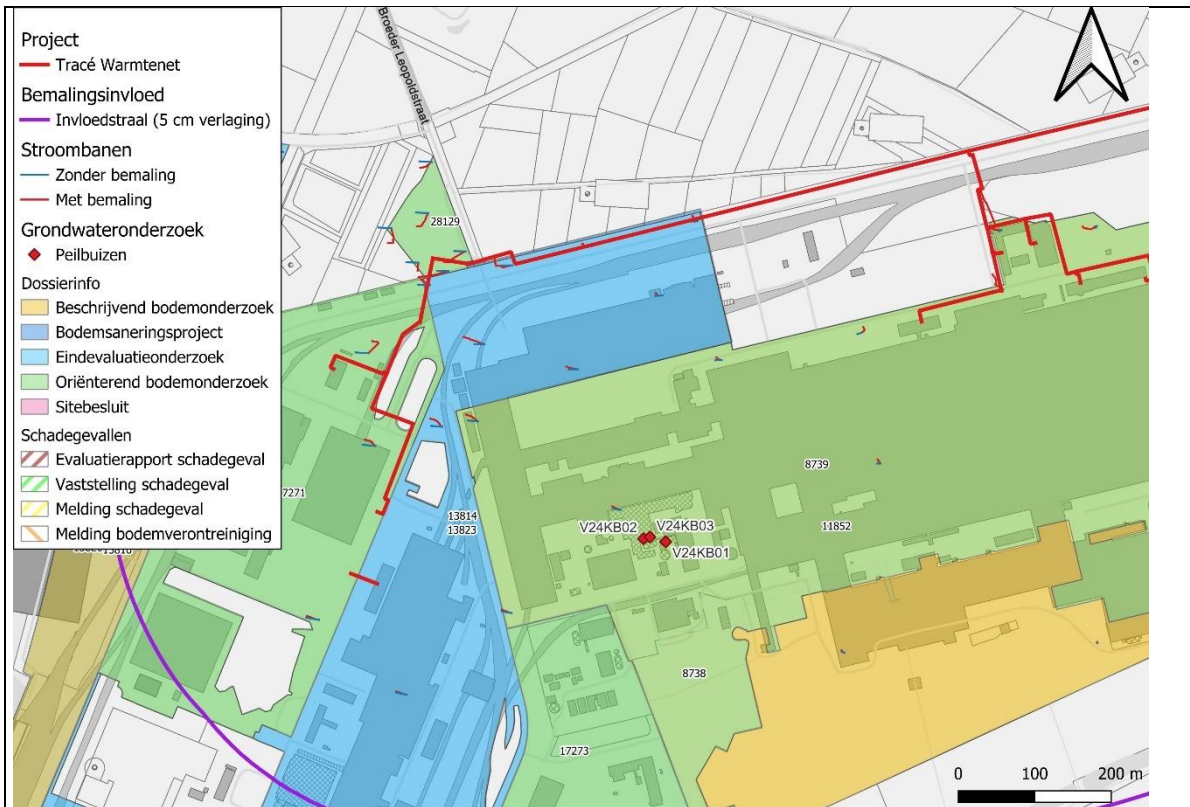 Project
Tracé Warmtenet
Bemalingsinvloed
Invloedstraal (5 cm verlaging)
Stroombanen
Zonder bemaling
Met bemaling
Grondwateronderzoek
Peilbuizen
Dossierinfo
Beschrijvend bodemonderzoek
Bodemsaneringsproject
Eindevaluatieonderzoek
Oriënterend bodemonderzoek
Sitebesluit
Schadegevallen
Evaluatierapport schadegeval
Vaststelling schadegeval
Melding schadegeval
Melding bodemverontreiniging
Broeder Leopoldstraat
28129
8739
7271
13814
13823
V24KB02
V24KB03
11852
V24KB01
8738
17273
0 100 200 m